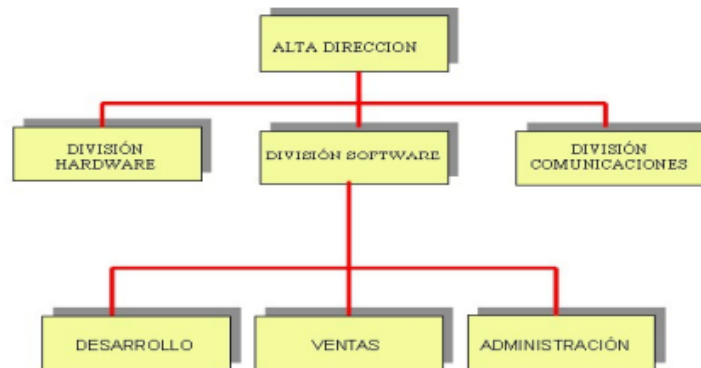 ALTA DIRECCION
DIVISIÓN
HARDWARE
DIVISIÓN SOFTWARE
DIVISIÓN
COMUNICACIONES
DESARROLLO
VENTAS
ADMINISTRACIÓN